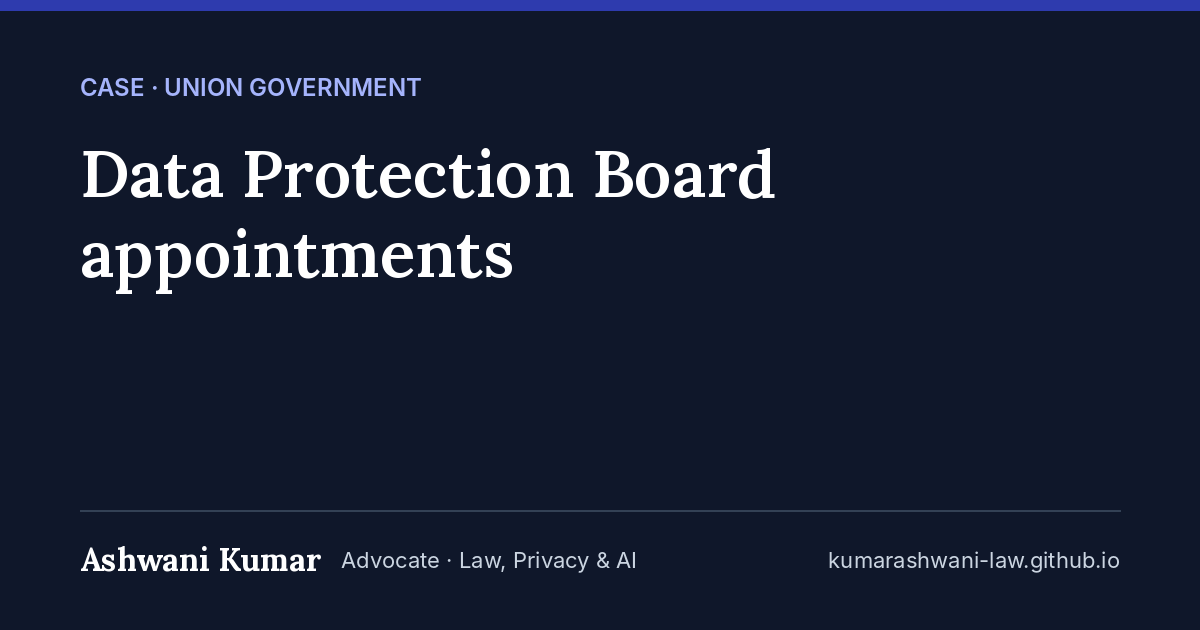 CASE · UNION GOVERNMENT
Data Protection Board
appointments
Ashwani Kumar Advocate · Law, Privacy & AI kumarashwani-law.github.io